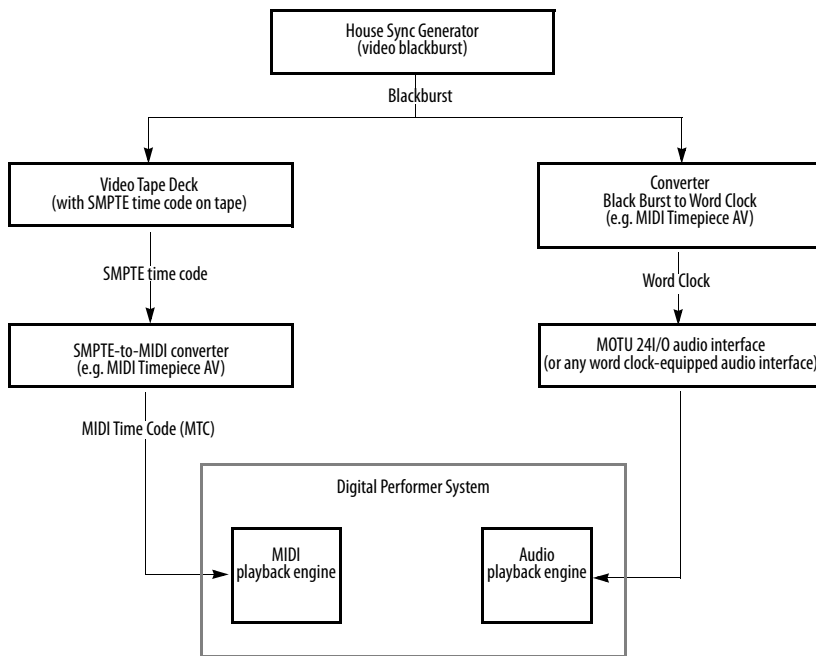 House Sync Generator
(video blackburst)
Blackburst
Video Tape Deck
(with SMPTE time code on tape)
Converter
Black Burst to Word Clock
(e.g. MIDI Timepiece AV)
SMPTE time code
Word Clock
SMPTE-to-MIDI converter
(e.g. MIDI Timepiece AV)
MOTU 24I/O audio interface
(or any word clock-equipped audio interface)
MIDI Time Code (MTC)
Digital Performer System
MIDI
playback engine
Audio
playback engine